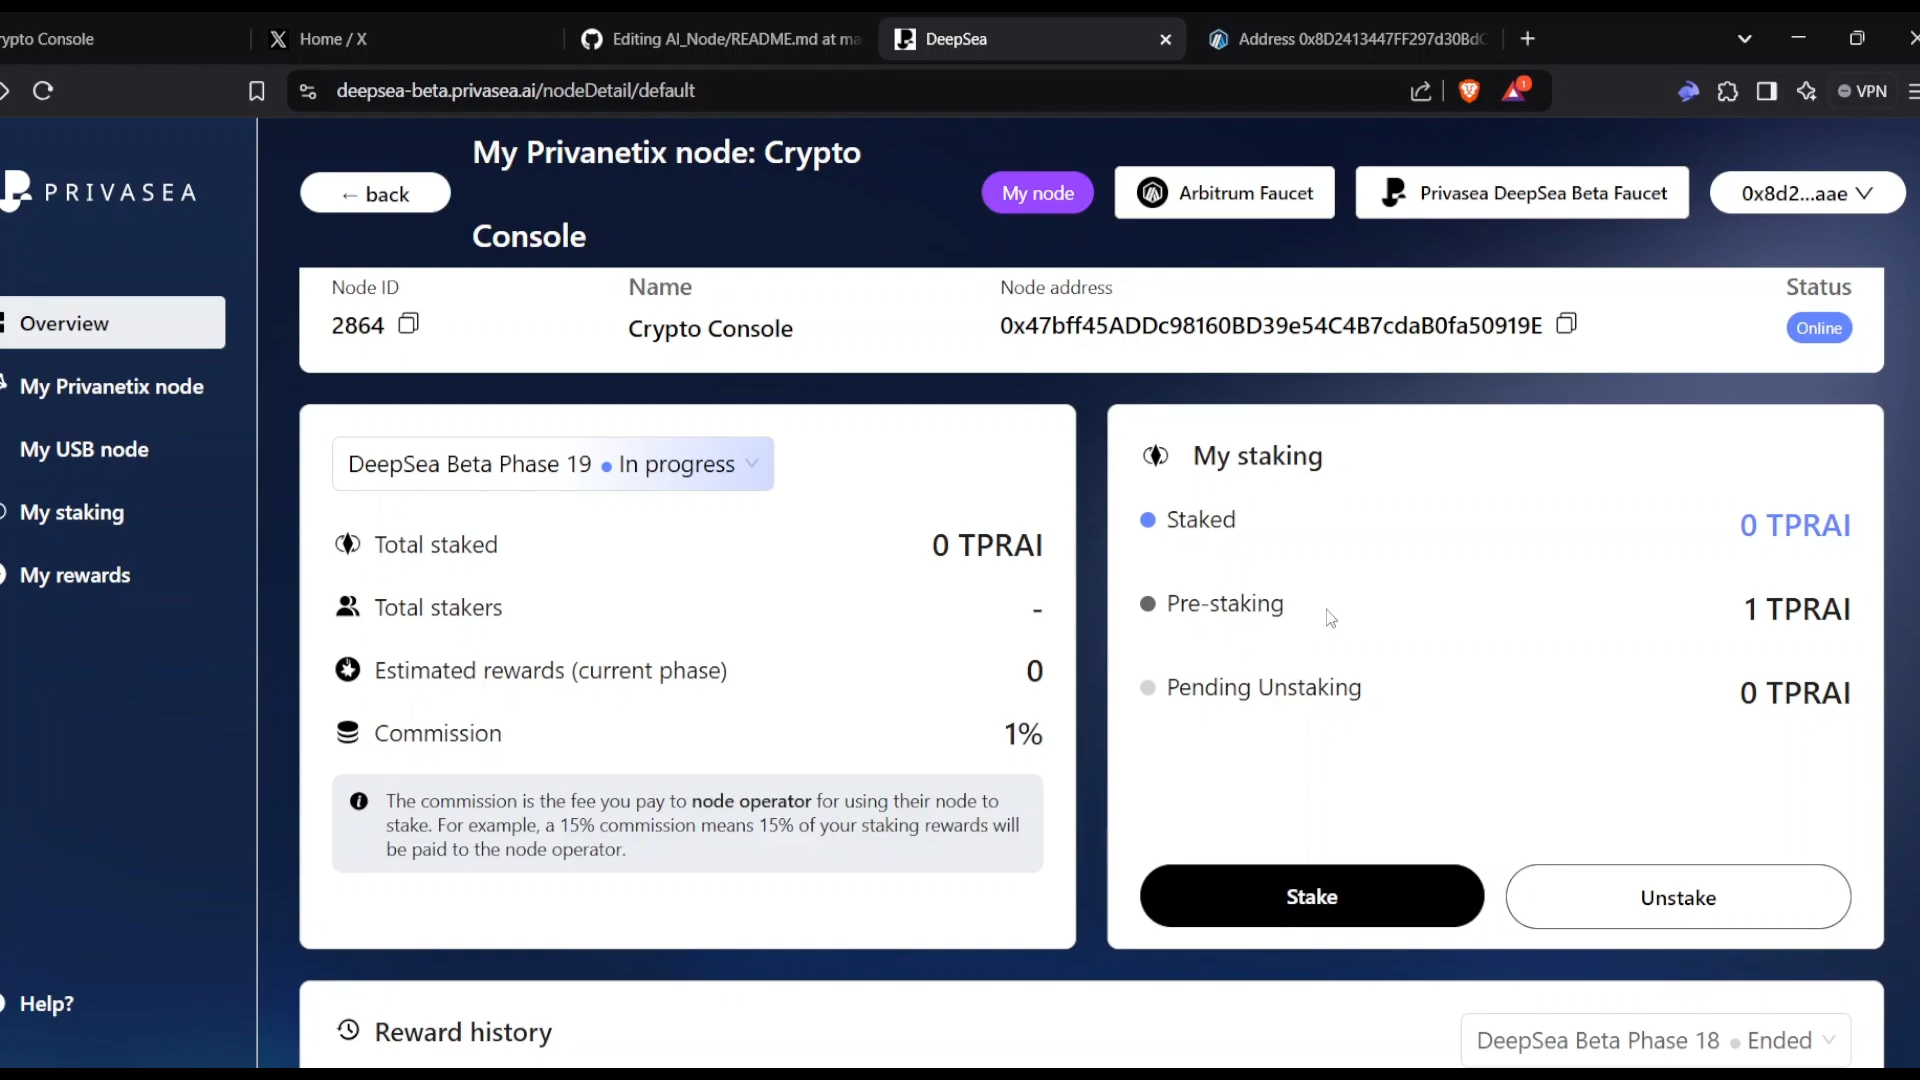 ypto Console
Home / X
Editing AI_Node/README.md at ma
DeepSea
Address 0x8D2413447FF297d30Bd
deepsea-beta.privasea.ai/nodeDetail/default
1
VPN
PRIVASEA
← back
My Privanetix node: Crypto
Console
My node
Arbitrum Faucet
Privasea DeepSea Beta Faucet
0x8d2...aae
Overview
My Privanetix node
My USB node
My staking
My rewards
Help?
Node ID
2864
Name
Crypto Console
Node address
0x47bff45ADDc98160BD39e54C4B7cdaB0fa50919E
Status
Online
DeepSea Beta Phase 19 ● In progress
Total staked
0 TPRAI
Total stakers
-
Estimated rewards (current phase)
0
Commission
1%
The commission is the fee you pay to node operator for using their node to
stake. For example, a 15% commission means 15% of your staking rewards will
be paid to the node operator.
My staking
Staked
0 TPRAI
Pre-staking
1 TPRAI
Pending Unstaking
0 TPRAI
Stake
Unstake
Reward history
DeepSea Beta Phase 18 ● Ended